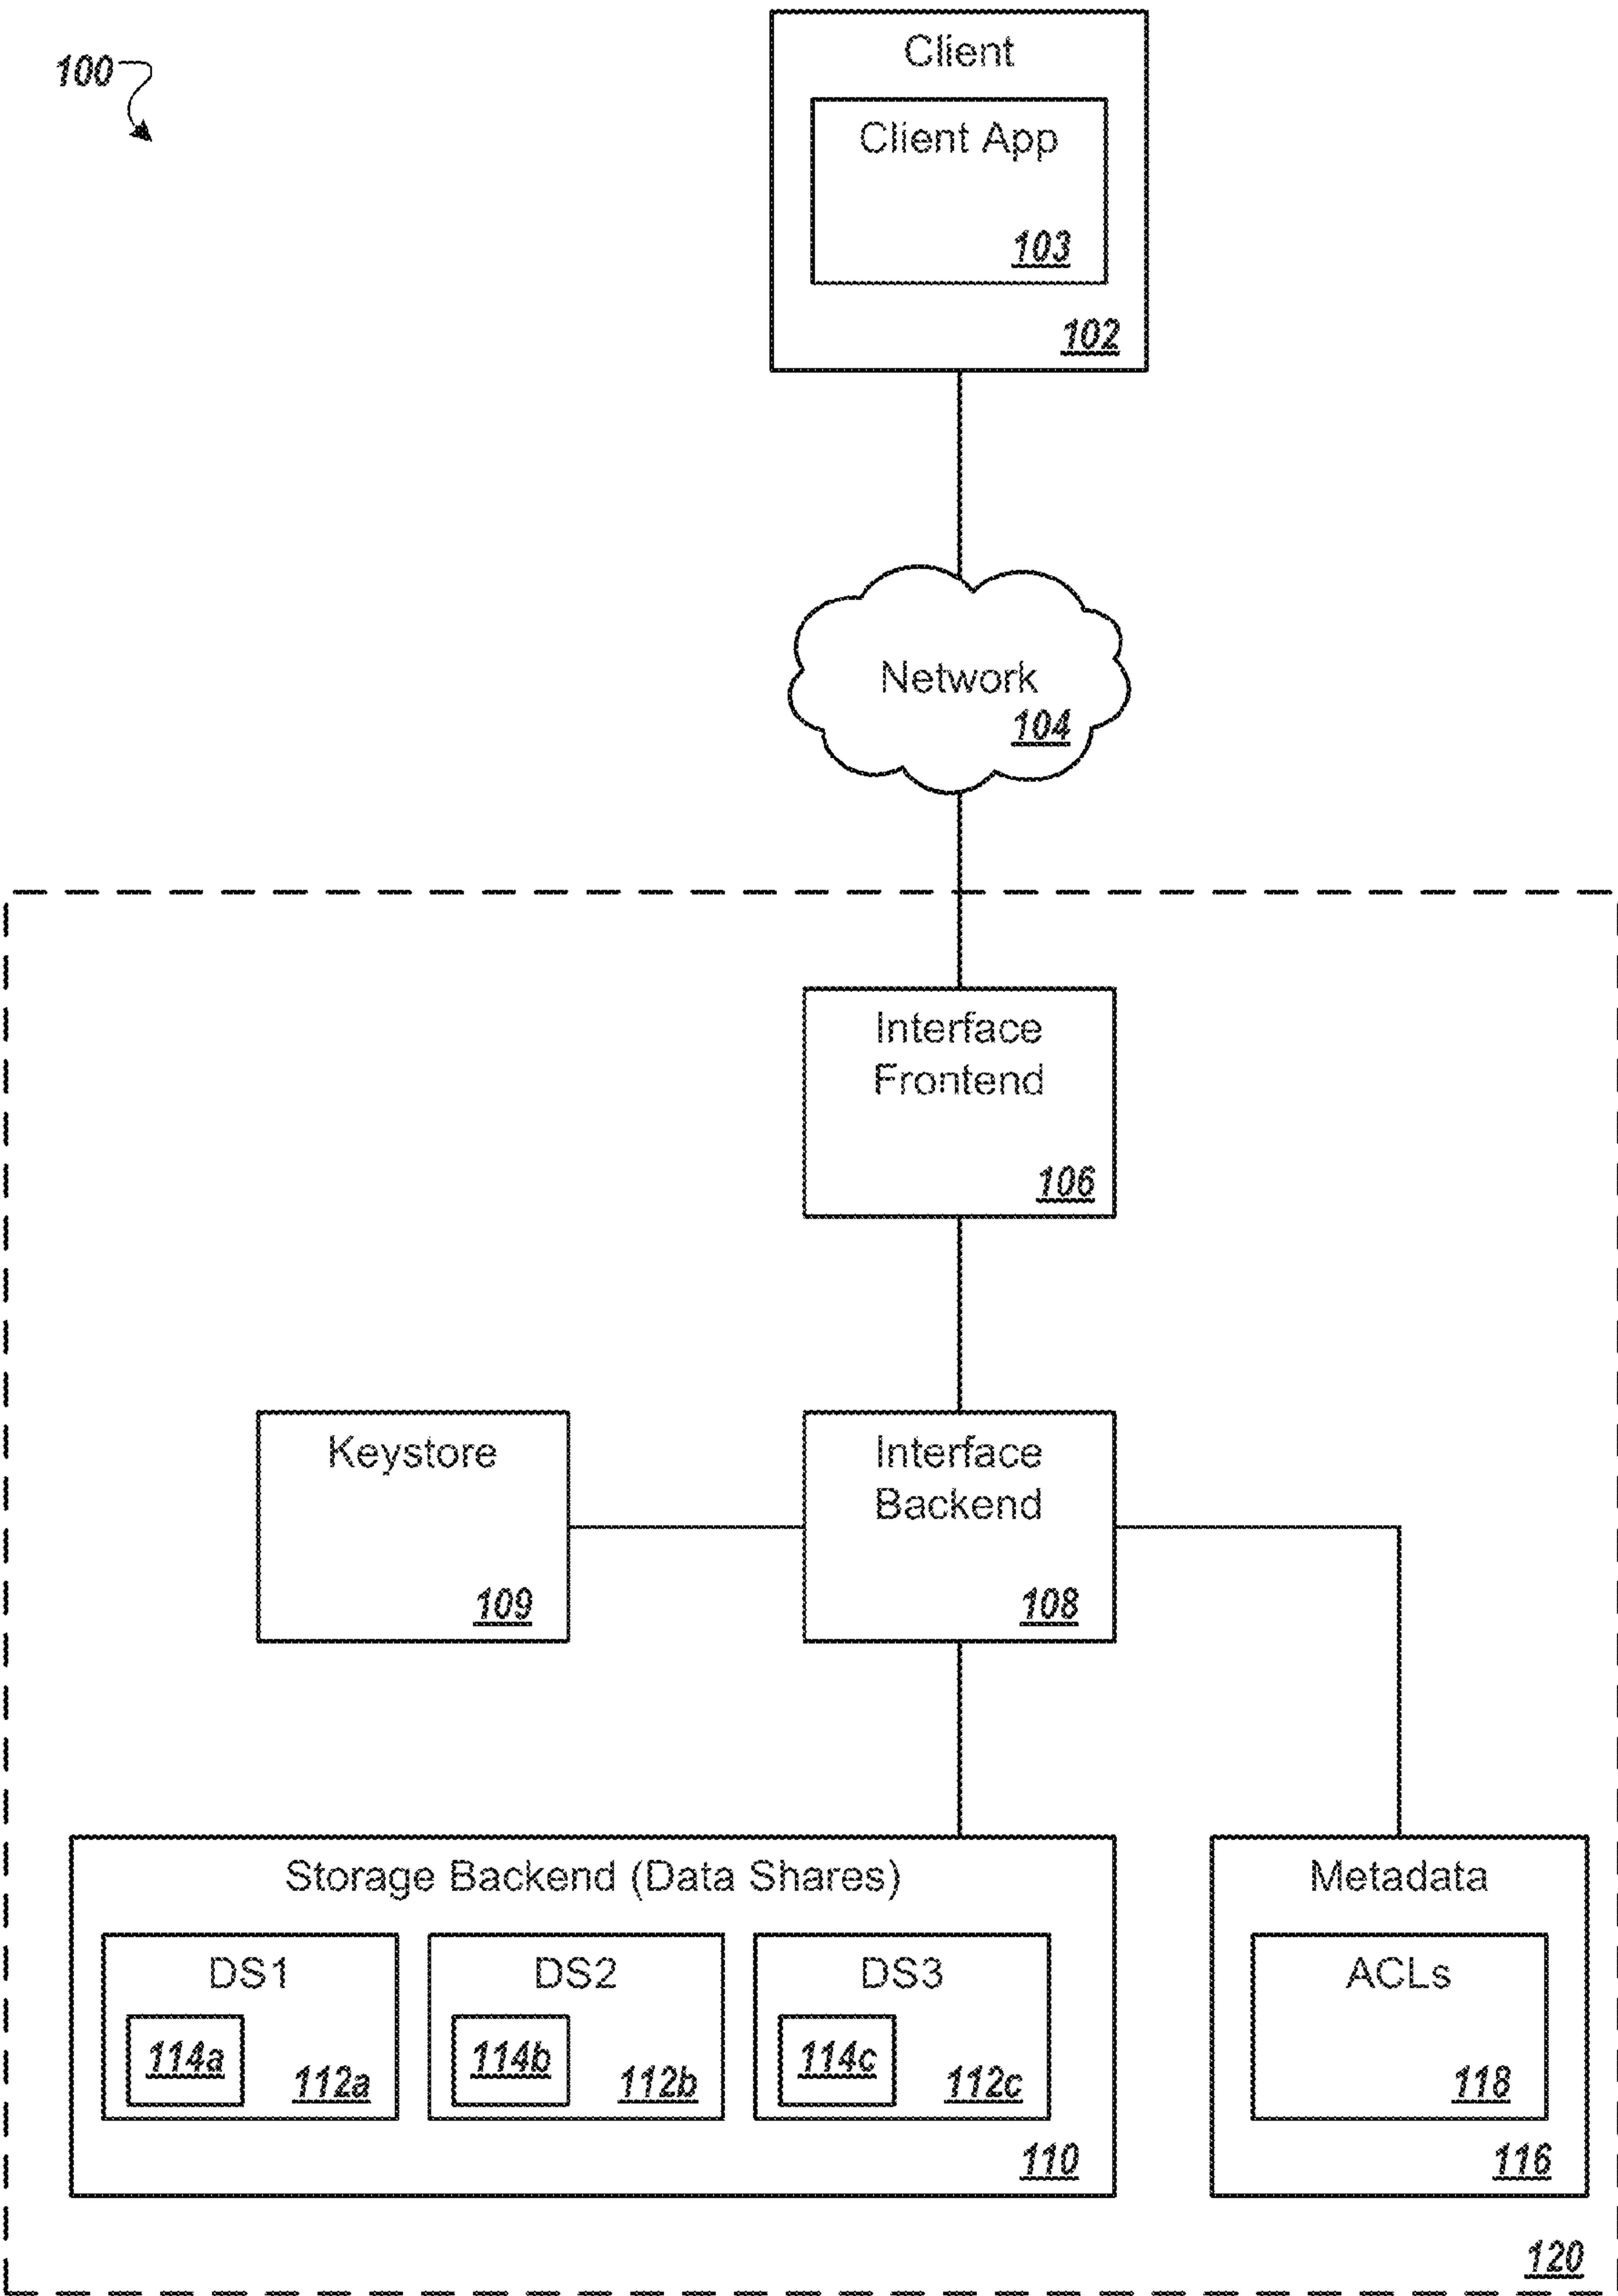 100
Client
Client App
103
102
Network
104
Interface
Frontend
106
Keystore
109
Interface
Backend
108
Storage Backend (Data Shares)
DS1
114a
112a
DS2
114b
112b
DS3
114c
112c
110
Metadata
ACLs
118
116
120